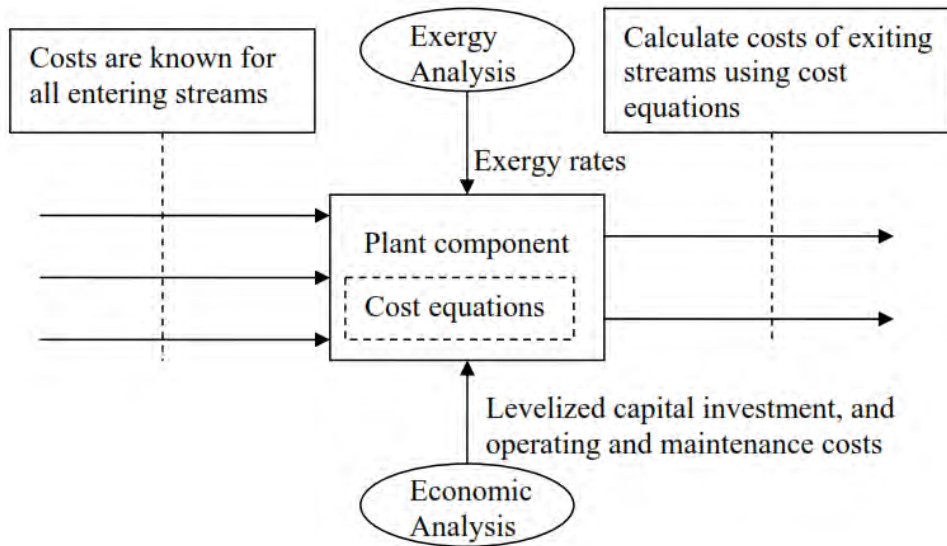 Costs are known for
all entering streams
Exergy
Analysis
Calculate costs of exiting
streams using cost
equations
Exergy rates
Plant component
Cost equations
Levelized capital investment, and
operating and maintenance costs
Economic
Analysis